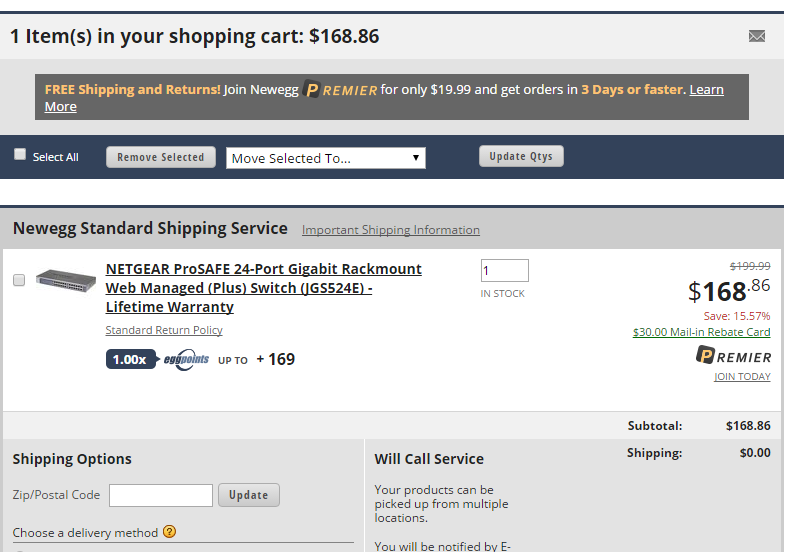 1 Item(s) in your shopping cart: $168.86
FREE Shipping and Returns! Join Newegg PREMIER for only $19.99 and get orders in 3 Days or faster. Learn
More
Select All Remove Selected Move Selected To... Update Qtys
Newegg Standard Shipping Service Important Shipping Information
NETGEAR ProSAFE 24-Port Gigabit Rackmount
Web Managed (Plus) Switch (JGS524E) -
Lifetime Warranty
Standard Return Policy
1.00x eggpoints UP TO + 169
1
IN STOCK
$199.99
$168.86
Save: 15.57%
$30.00 Mail-in Rebate Card
PREMIER
JOIN TODAY
Subtotal: $168.86
Shipping: $0.00
Shipping Options
Zip/Postal Code Update
Choose a delivery method ?
Will Call Service
Your products can be
picked up from multiple
locations.
You will be notified by E-